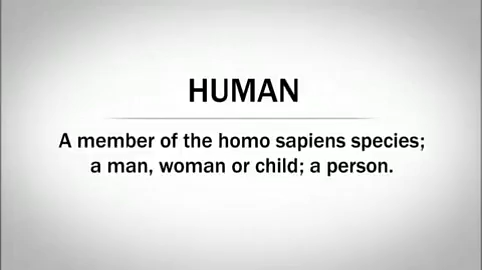 HUMAN
A member of the homo sapiens species;
a man, woman or child; a person.